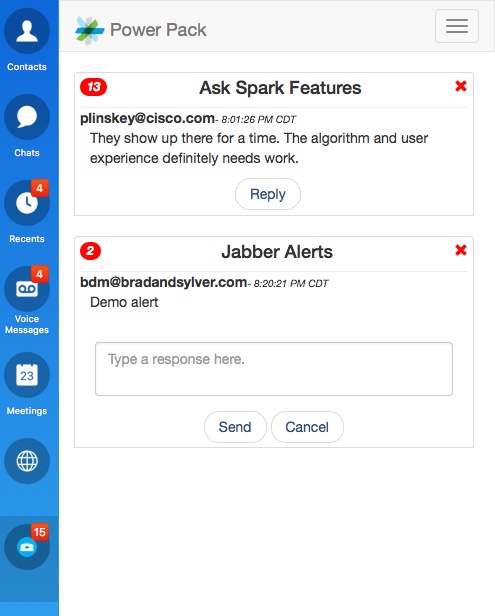 Contacts
Chats
4
Recents
4
Voice
Messages
23
Meetings
15
Power Pack
13
Ask Spark Features
plinskey@cisco.com- 8:01:26 PM CDT
They show up there for a time. The algorithm and user
experience definitely needs work.
Reply
2
Jabber Alerts
bdm@bradandsylver.com- 8:20:21 PM CDT
Demo alert
Type a response here.
Send
Cancel